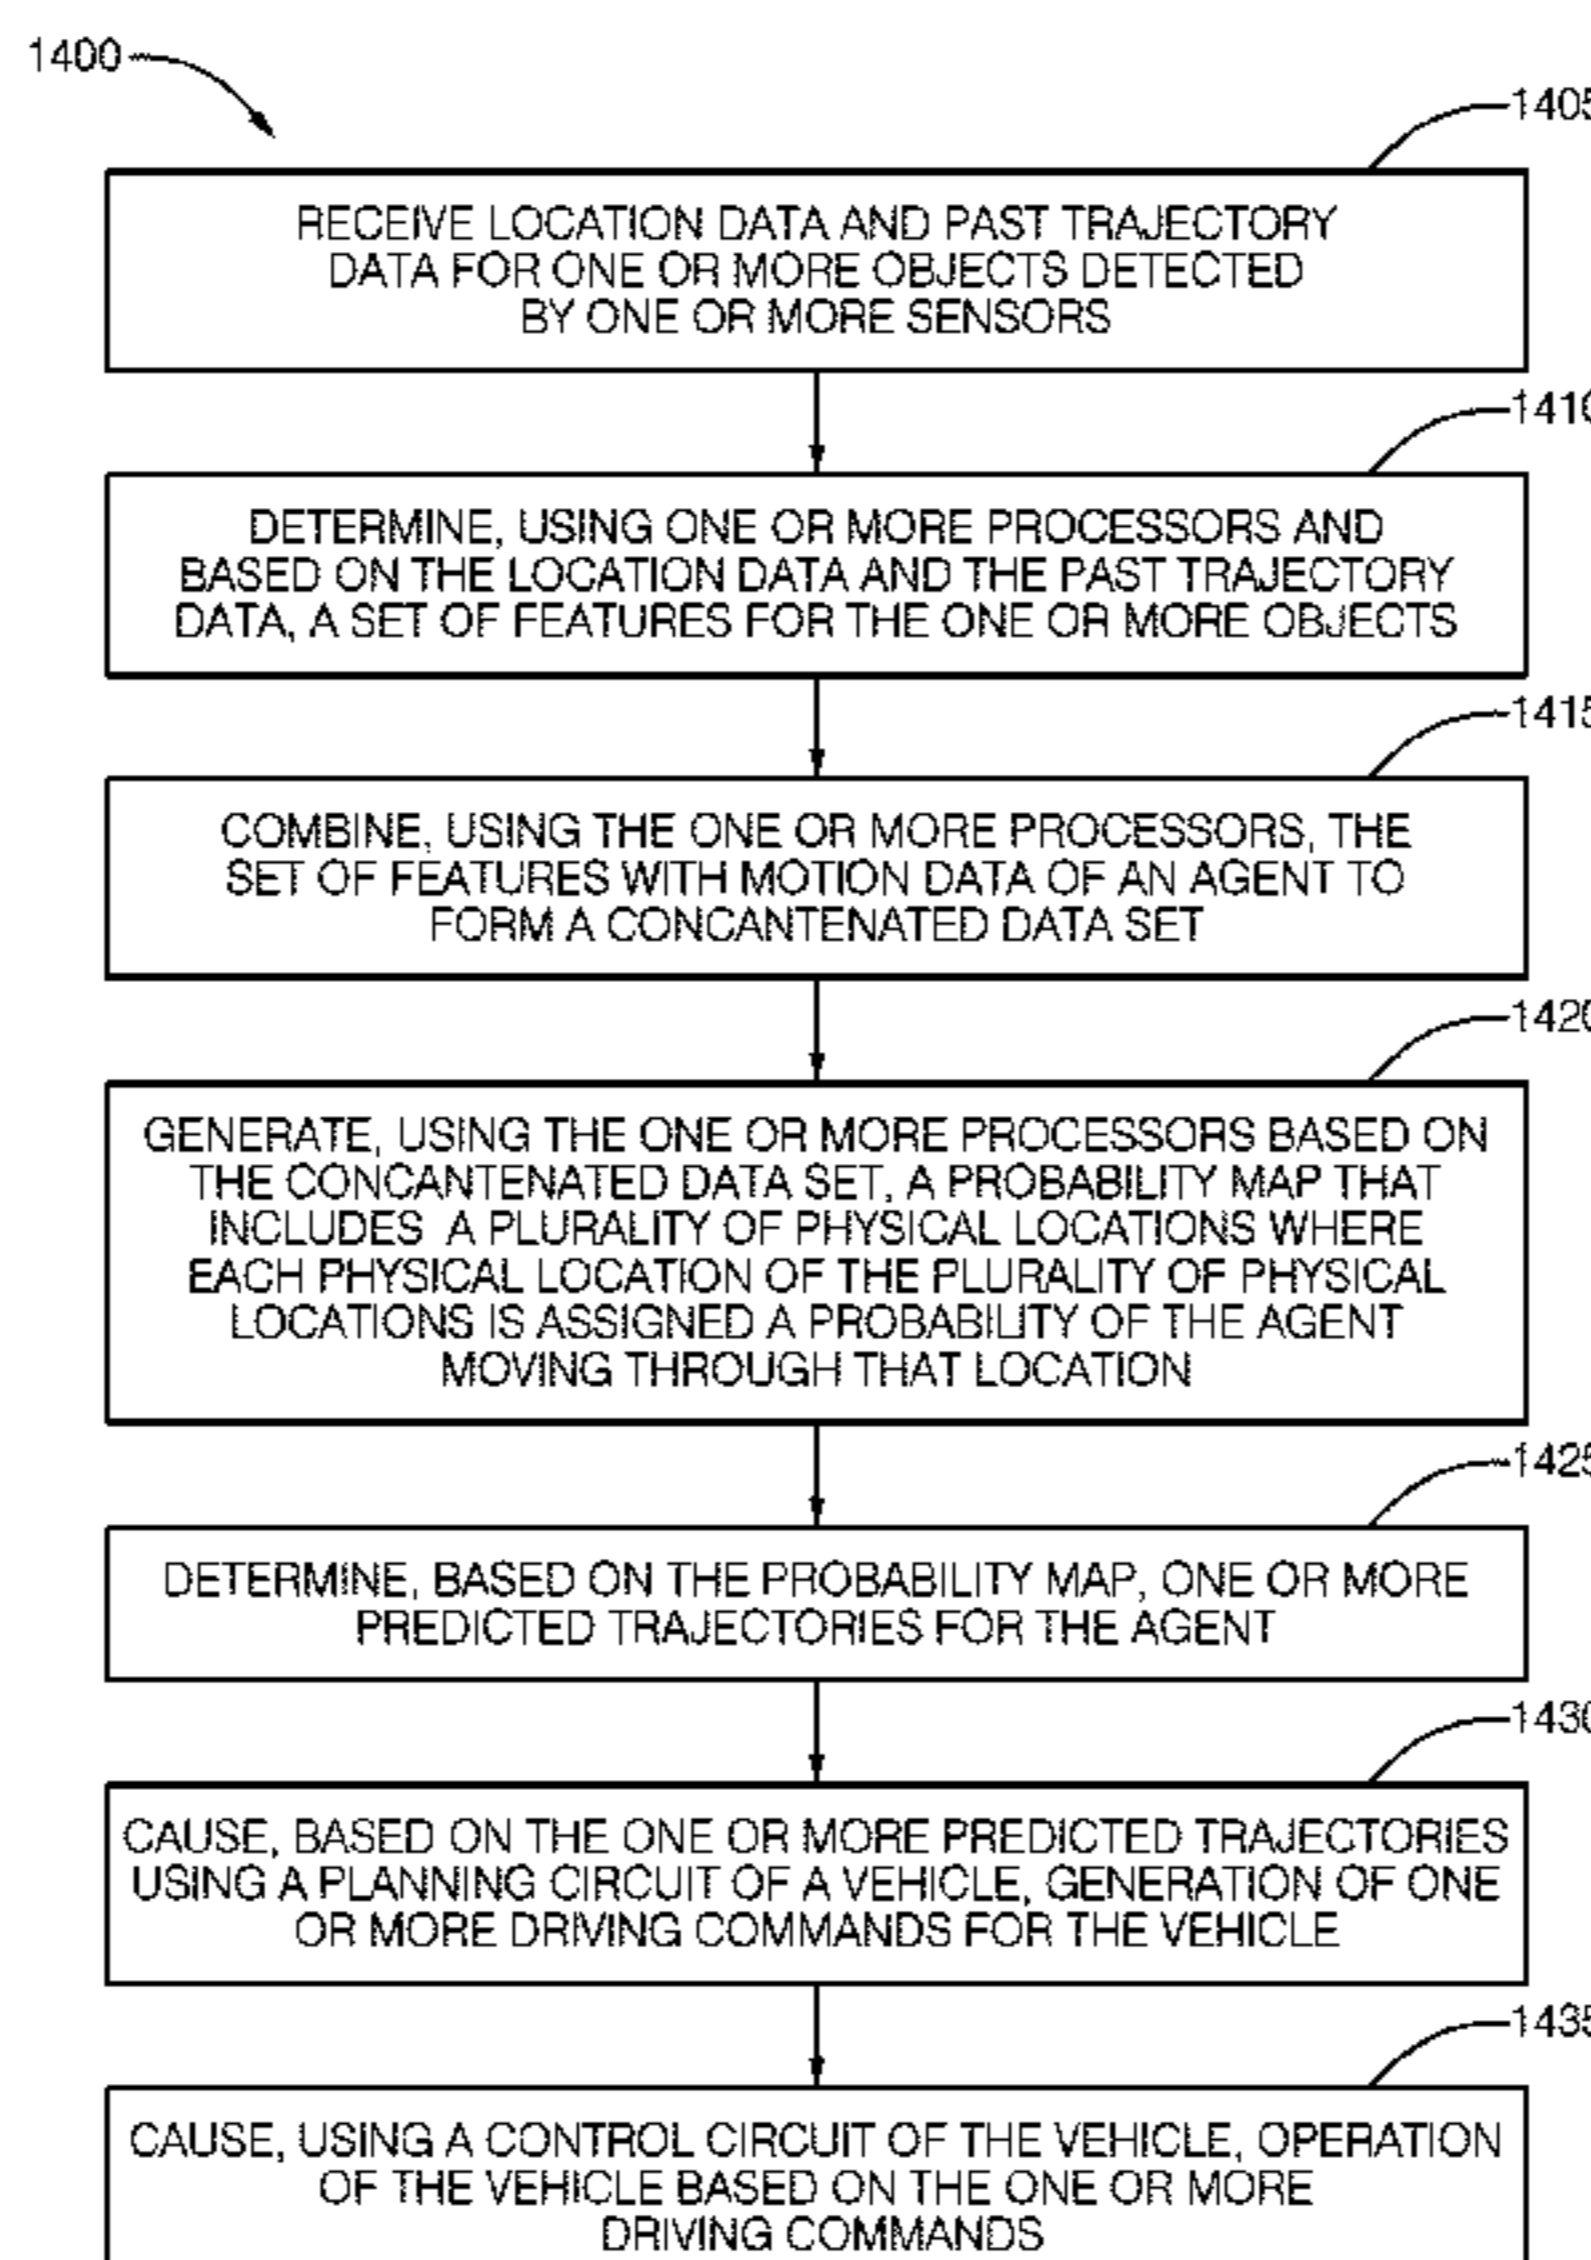 1400
1405
RECEIVE LOCATION DATA AND PAST TRAJECTORY
DATA FOR ONE OR MORE OBJECTS DETECTED
BY ONE OR MORE SENSORS
1410
DETERMINE, USING ONE OR MORE PROCESSORS AND
BASED ON THE LOCATION DATA AND THE PAST TRAJECTORY
DATA, A SET OF FEATURES FOR THE ONE OR MORE OBJECTS
1415
COMBINE, USING THE ONE OR MORE PROCESSORS, THE
SET OF FEATURES WITH MOTION DATA OF AN AGENT TO
FORM A CONCANTENATED DATA SET
1420
GENERATE, USING THE ONE OR MORE PROCESSORS BASED ON
THE CONCANTENATED DATA SET, A PROBABILITY MAP THAT
INCLUDES A PLURALITY OF PHYSICAL LOCATIONS WHERE
EACH PHYSICAL LOCATION OF THE PLURALITY OF PHYSICAL
LOCATIONS IS ASSIGNED A PROBABILITY OF THE AGENT
MOVING THROUGH THAT LOCATION
1425
DETERMINE, BASED ON THE PROBABILITY MAP, ONE OR MORE
PREDICTED TRAJECTORIES FOR THE AGENT
1430
CAUSE, BASED ON THE ONE OR MORE PREDICTED TRAJECTORIES
USING A PLANNING CIRCUIT OF A VEHICLE, GENERATION OF ONE
OR MORE DRIVING COMMANDS FOR THE VEHICLE
1435
CAUSE, USING A CONTROL CIRCUIT OF THE VEHICLE, OPERATION
OF THE VEHICLE BASED ON THE ONE OR MORE
DRIVING COMMANDS